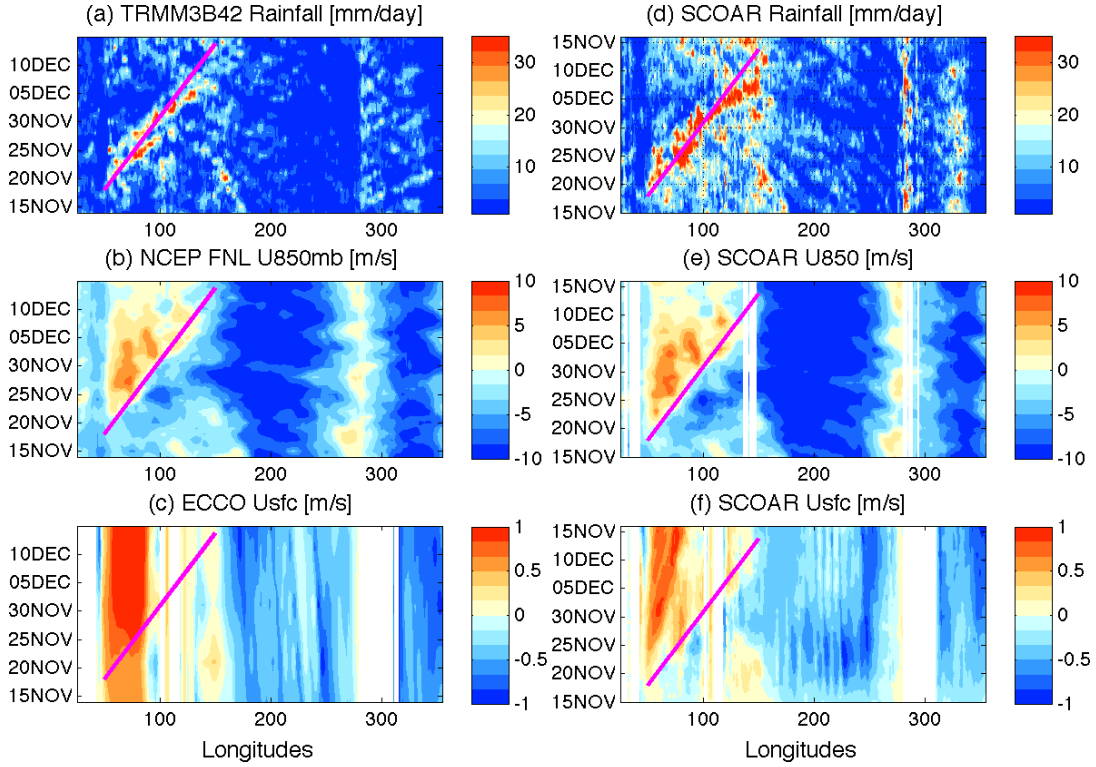 (a) TRMM3B42 Rainfall [mm/day]
10DEC
05DEC
30NOV
25NOV
20NOV
15NOV
100 200 300
30
20
10
(d) SCOAR Rainfall [mm/day]
15NOV
10DEC
05DEC
30NOV
25NOV
20NOV
15NOV
100 200 300
30
20
10
(b) NCEP FNL U850mb [m/s]
10DEC
05DEC
30NOV
25NOV
20NOV
15NOV
100 200 300
10
5
0
-5
-10
(e) SCOAR U850 [m/s]
15NOV
10DEC
05DEC
30NOV
25NOV
20NOV
15NOV
100 200 300
10
5
0
-5
-10
(c) ECCO Usfc [m/s]
10DEC
05DEC
30NOV
25NOV
20NOV
15NOV
100 200 300
Longitudes
1
0.5
0
-0.5
-1
(f) SCOAR Usfc [m/s]
15NOV
10DEC
05DEC
30NOV
25NOV
20NOV
15NOV
100 200 300
Longitudes
1
0.5
0
-0.5
-1